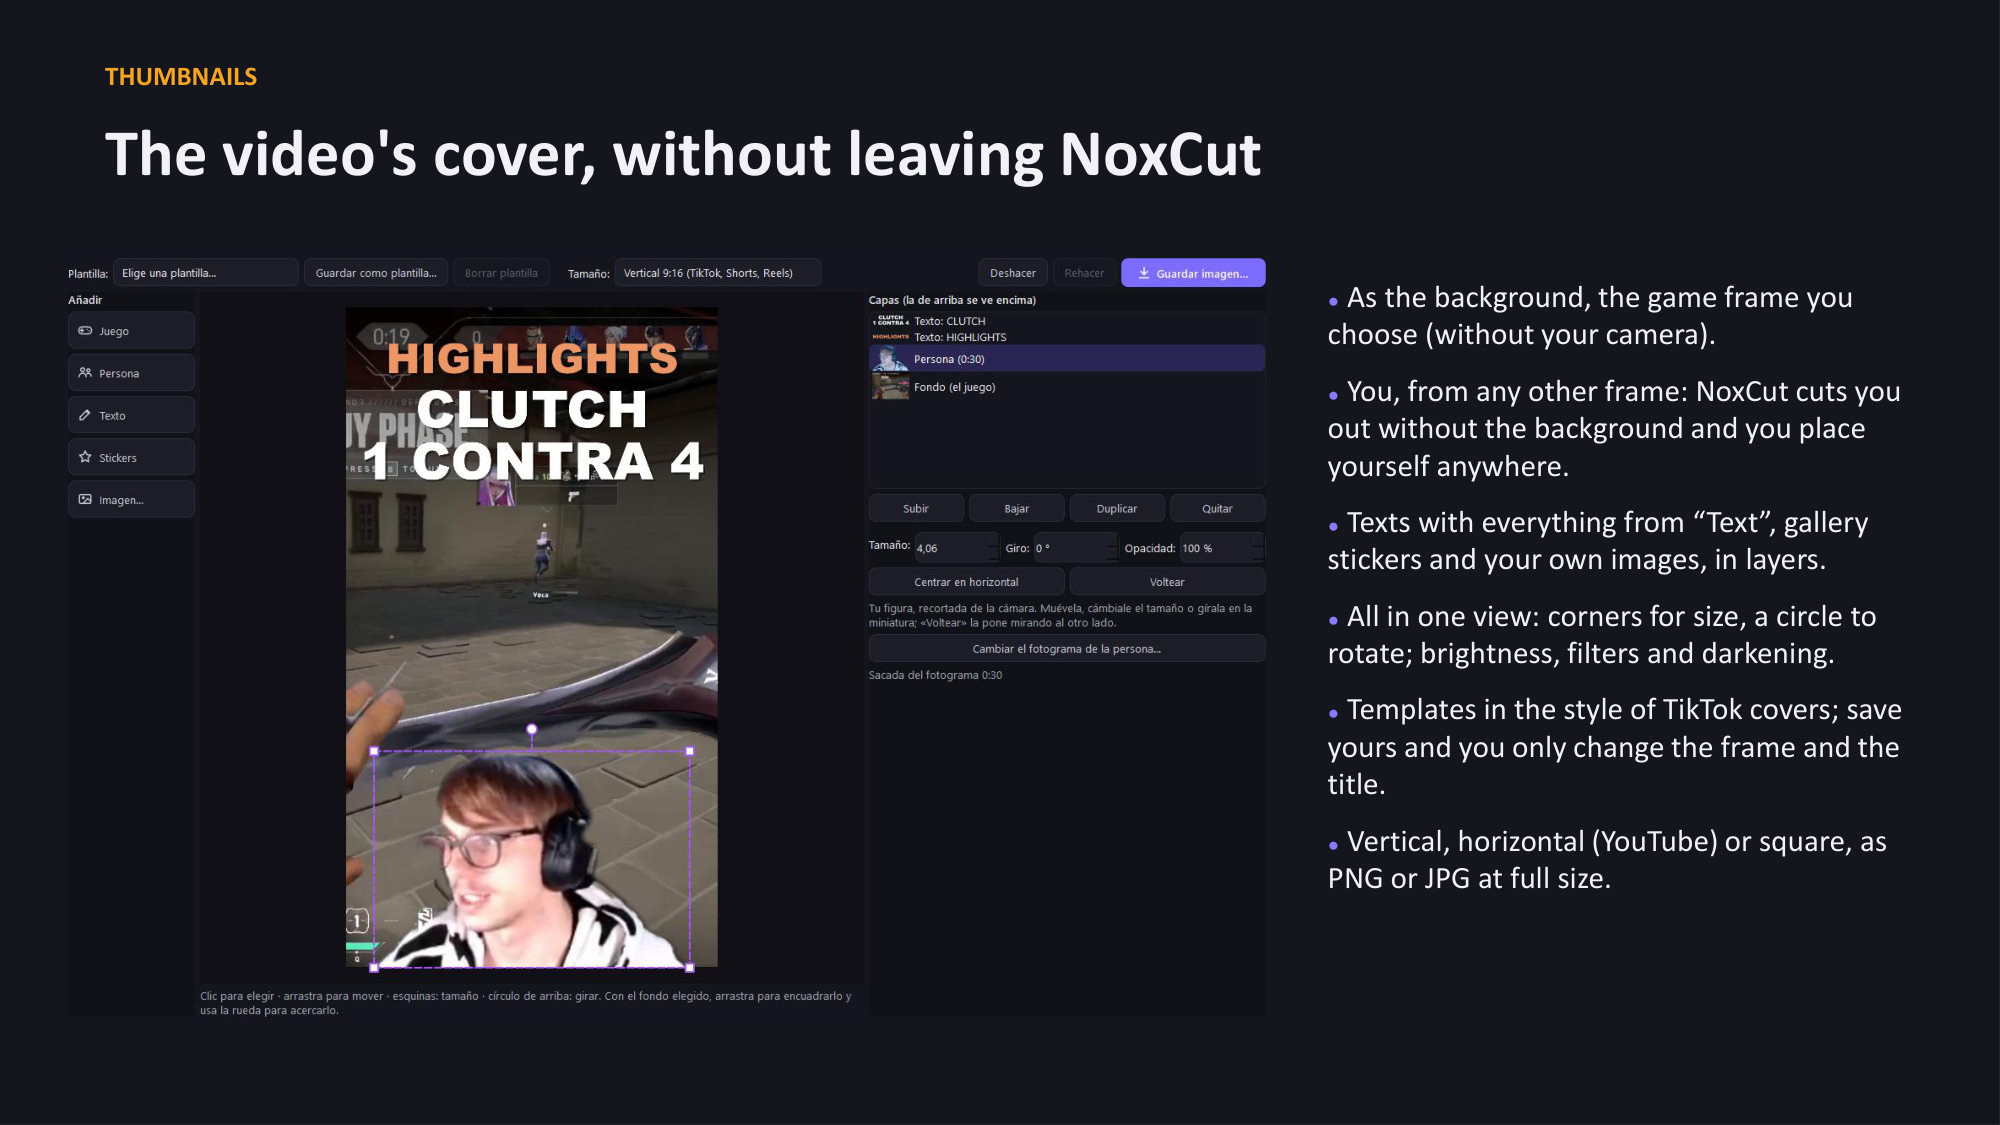 THUMBNAILS
The video's cover, without leaving NoxCut
Plantilla: Elige una plantilla... Guardar como plantilla... Borrar plantilla Tamaño: Vertical 9:16 (TikTok, Shorts, Reels) Deshacer Rehacer Guardar imagen...
Añadir
Juego
Persona
Texto
Stickers
Imagen...
0:19
HIGHLIGHTS
CLUTCH
1 CONTRA 4
Clic para elegir · arrastra para mover · esquinas: tamaño · círculo de arriba: girar. Con el fondo elegido, arrastra para encuadrarlo y
usa la rueda para acercarlo.
Capas (la de arriba se ve encima)
Texto: CLUTCH
Texto: HIGHLIGHTS
Persona (0:30)
Fondo (el juego)
Subir Bajar Duplicar Quitar
Tamaño: 4,06 Giro: 0 ° Opacidad: 100 %
Centrar en horizontal Voltear
Tu figura, recortada de la cámara. Muévela, cámbiale el tamaño o gírala en la
miniatura; «Voltear» la pone mirando al otro lado.
Cambiar el fotograma de la persona...
Sacada del fotograma 0:30
• As the background, the game frame you
choose (without your camera).
• You, from any other frame: NoxCut cuts you
out without the background and you place
yourself anywhere.
• Texts with everything from “Text”, gallery
stickers and your own images, in layers.
• All in one view: corners for size, a circle to
rotate; brightness, filters and darkening.
• Templates in the style of TikTok covers; save
yours and you only change the frame and the
title.
• Vertical, horizontal (YouTube) or square, as
PNG or JPG at full size.